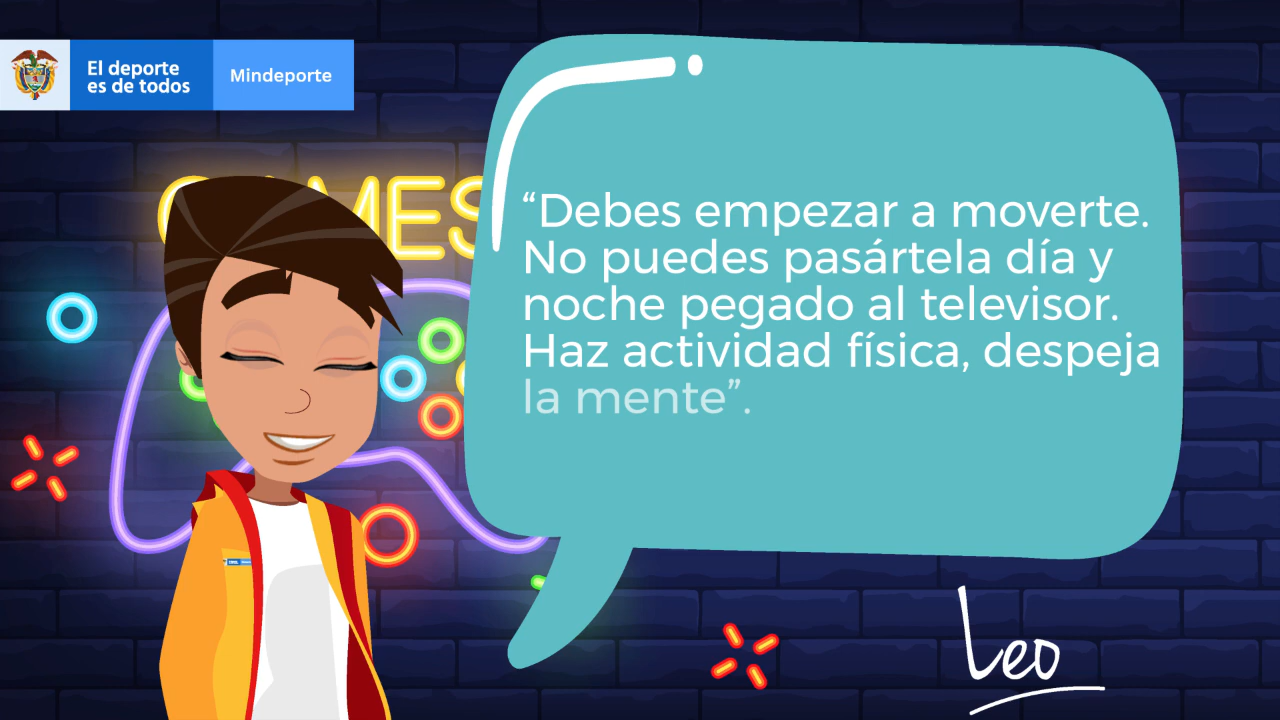 El deporte
es de todos
Mindeporte
GAMES
“Debes empezar a moverte.
No puedes pasártela día y
noche pegado al televisor.
Haz actividad física, despeja
la mente”.
Leo